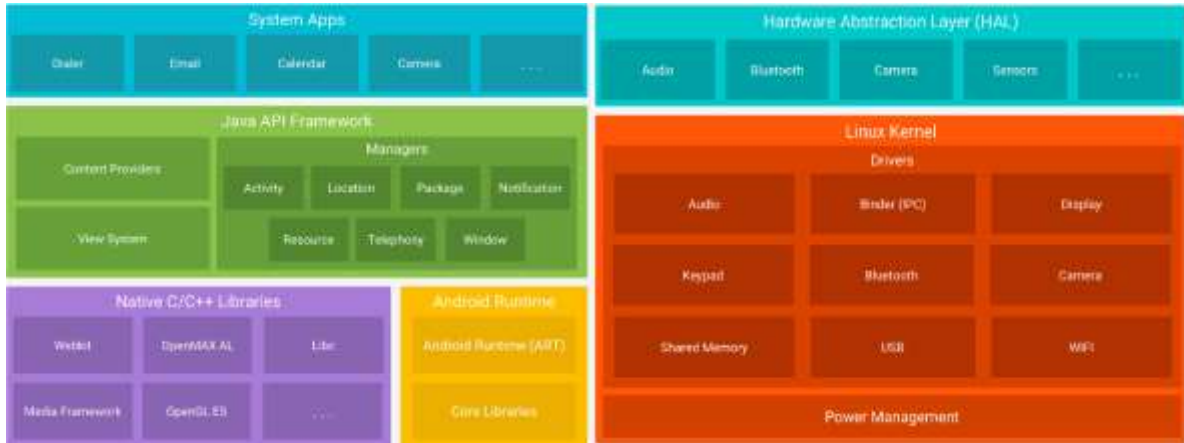 System Apps
Dialer
Email
Calendar
Camera
. . .
Java API Framework
Content Providers
View System
Managers
Activity
Location
Package
Notification
Resource
Telephony
Window
Native C/C++ Libraries
Webkit
OpenMAX AL
Libc
Media Framework
OpenGL ES
. . .
Android Runtime
Android Runtime (ART)
Core Libraries
Hardware Abstraction Layer (HAL)
Audio
Bluetooth
Camera
Sensors
. . .
Linux Kernel
Drivers
Audio
Binder (IPC)
Display
Keypad
Bluetooth
Camera
Shared Memory
USB
WIFI
Power Management